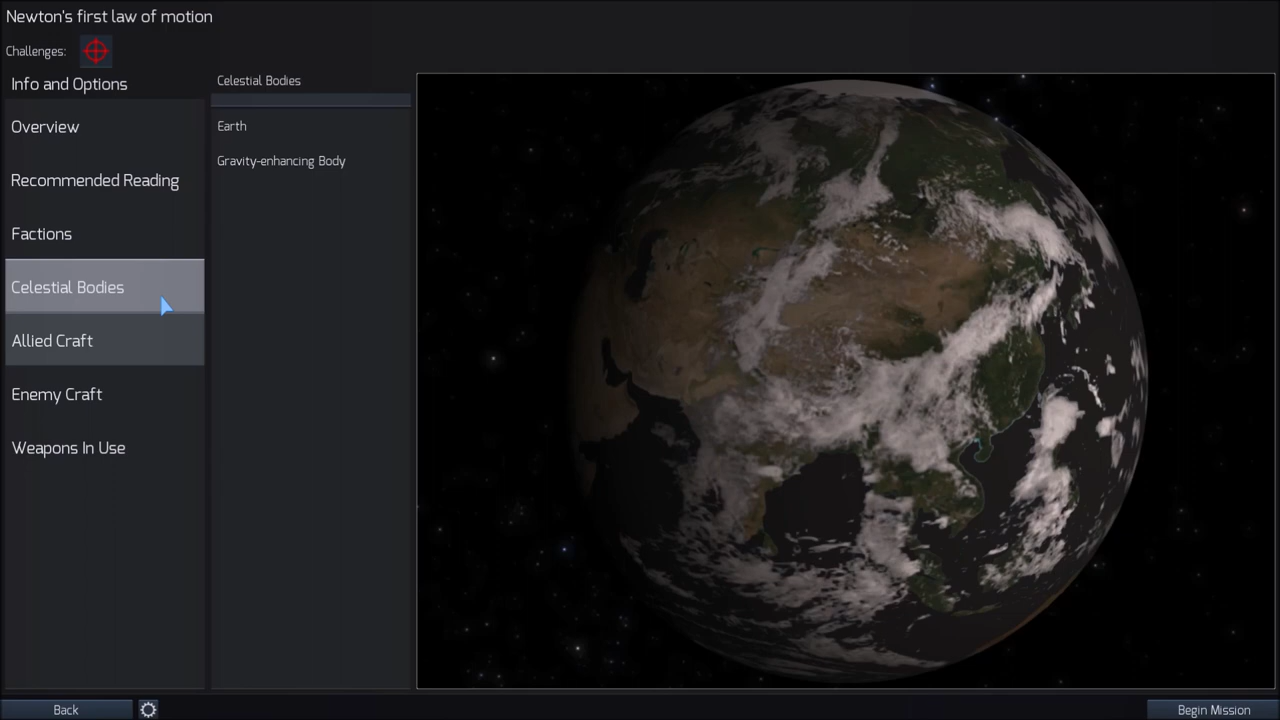 Newton's first law of motion
Challenges:
Info and Options
Overview
Recommended Reading
Factions
Celestial Bodies
Allied Craft
Enemy Craft
Weapons In Use
Celestial Bodies
Earth
Gravity-enhancing Body
Back
Begin Mission